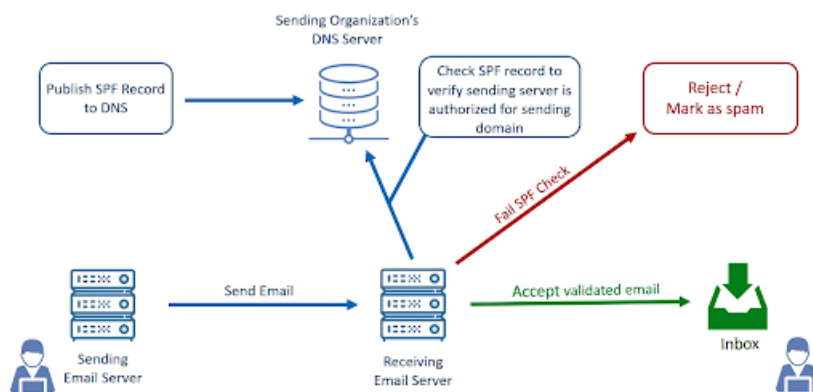 Sending Organization's
DNS Server
Publish SPF Record
to DNS
Check SPF record to
verify sending server is
authorized for sending
domain
Reject /
Mark as spam
Fail SPF Check
Send Email
Accept validated email
Sending
Email Server
Receiving
Email Server
Inbox